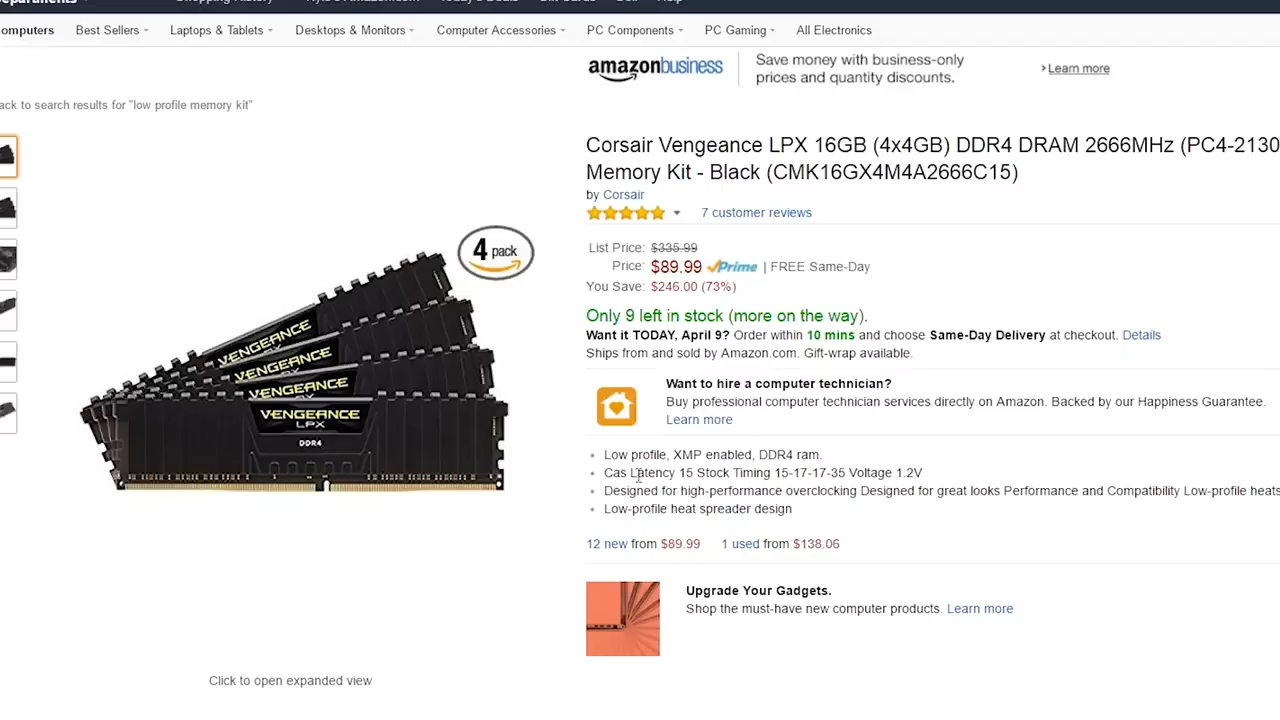 Best Sellers
Laptops & Tablets
Desktops & Monitors
Computer Accessories
PC Components
PC Gaming
All Electronics
amazonbusiness
Save money with business-only
prices and quantity discounts.
Learn more
to search results for "low profile memory kit"
Corsair Vengeance LPX 16GB (4x4GB) DDR4 DRAM 2666MHz (PC4-2130
Memory Kit - Black (CMK16GX4M4A2666C15)
by Corsair
7 customer reviews
List Price: $335.99
Price: $89.99 Prime | FREE Same-Day
You Save: $246.00 (73%)
Only 9 left in stock (more on the way).
Want it TODAY, April 9? Order within 10 mins and choose Same-Day Delivery at checkout. Details
Ships from and sold by Amazon.com. Gift-wrap available.
Want to hire a computer technician?
Buy professional computer technician services directly on Amazon. Backed by our Happiness Guarantee.
Learn more
Low profile, XMP enabled, DDR4 ram.
Cas Latency 15 Stock Timing 15-17-17-35 Voltage 1.2V
Designed for high-performance overclocking Designed for great looks Performance and Compatibility Low-profile heats
Low-profile heat spreader design
12 new from $89.99 1 used from $138.06
Upgrade Your Gadgets.
Shop the must-have new computer products. Learn more
4 pack
VENGEANCE
VENGEANCE
VENGEANCE
VENGEANCE
LPX
DDR4
Click to open expanded view